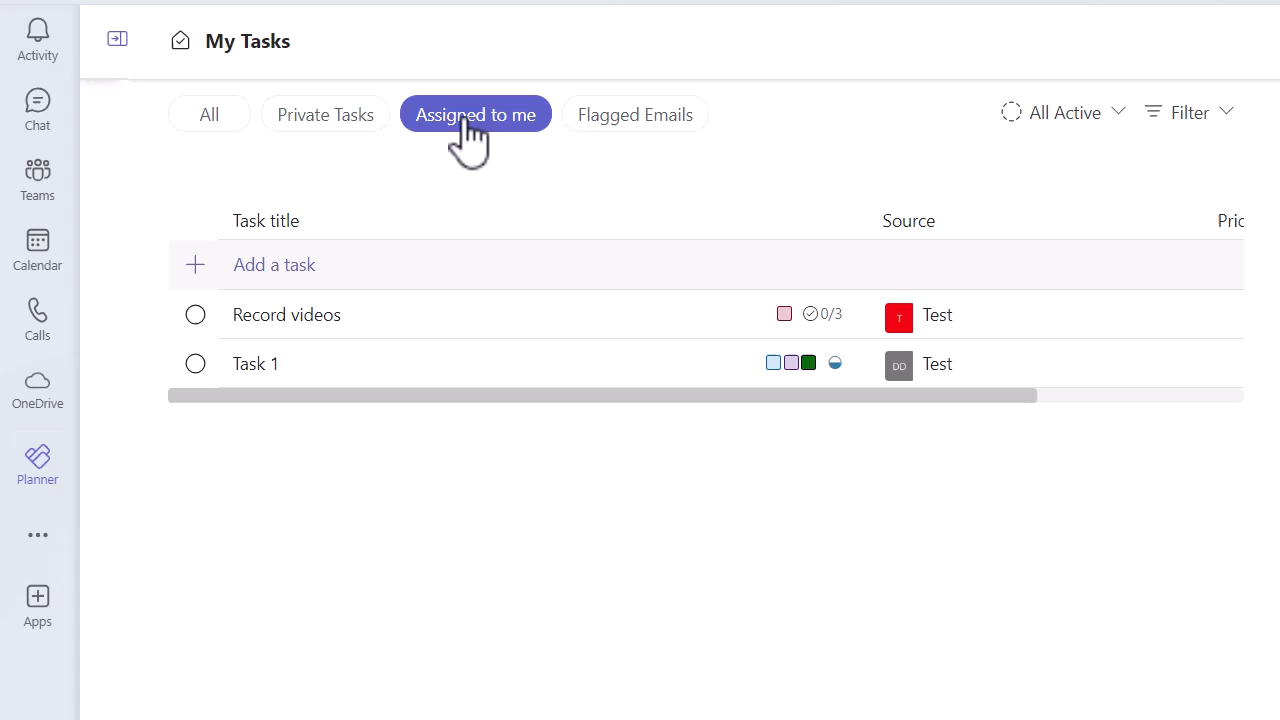 Activity
Chat
Teams
Calendar
Calls
OneDrive
Planner
Apps
My Tasks
All Private Tasks Assigned to me Flagged Emails All Active Filter
Task title Source Pric
Add a task
Record videos 0/3 T Test
Task 1 DD Test